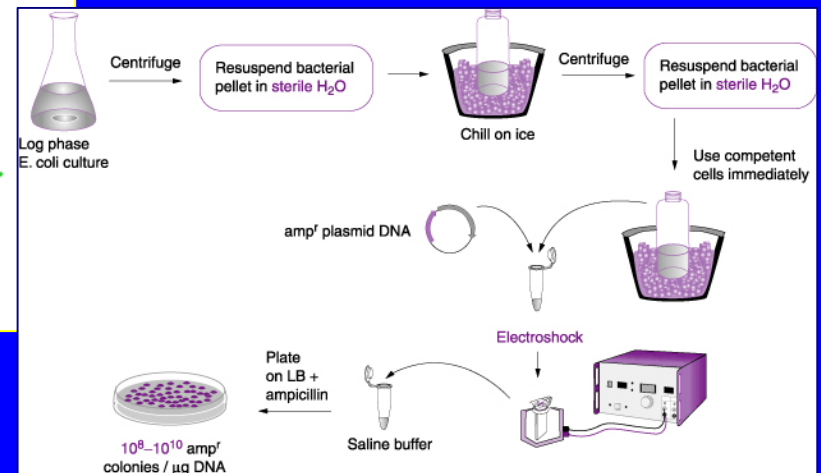 Centrifuge
Resuspend bacterial
pellet in sterile H₂O
Chill on ice
Centrifuge
Resuspend bacterial
pellet in sterile H₂O
Log phase
E. coli culture
Use competent
cells immediately
ampʳ plasmid DNA
Electroshock
Plate
on LB +
ampicillin
Saline buffer
10⁸–10¹⁰ ampʳ
colonies / µg DNA